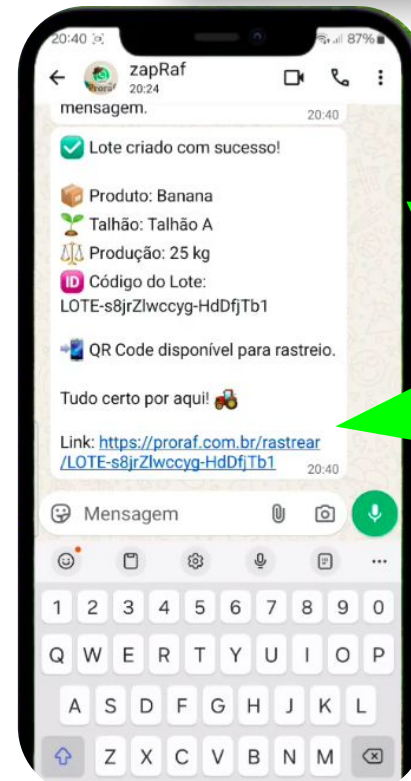 20:40
87%
zapRaf
20:24
Proraf
mensagem.
20:40
Lote criado com sucesso!
Produto: Banana
Talhão: Talhão A
Produção: 25 kg
ID Código do Lote:
LOTE-s8jrZlwccyg-HdDfjTb1
QR Code disponível para rastreio.
Tudo certo por aqui!
Link: https://proraf.com.br/rastrear
/LOTE-s8jrZlwccyg-HdDfjTb1
20:40
Mensagem
1 2 3 4 5 6 7 8 9 0
Q W E R T Y U I O P
A S D F G H J K L
Z X C V B N M